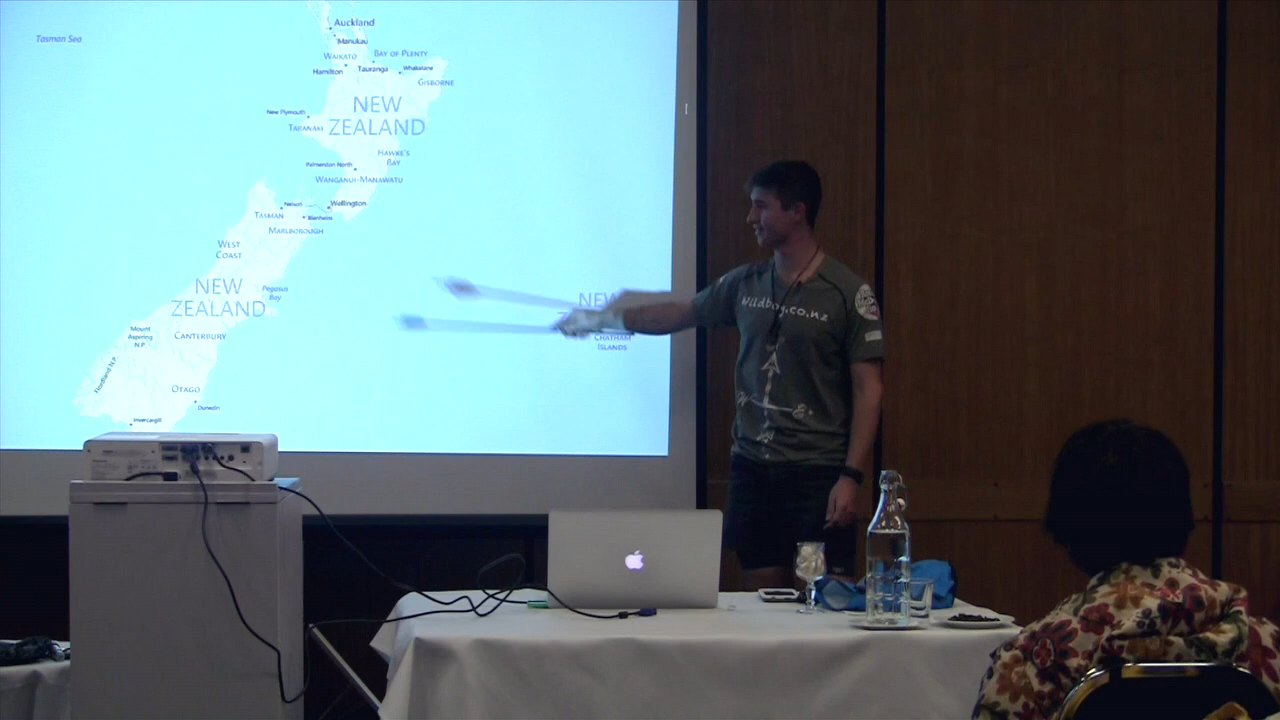 Auckland
Tasman Sea
Manukau
WAIKATO
BAY OF PLENTY
Hamilton
Tauranga
Whakatane
GISBORNE
NEW
ZEALAND
New Plymouth
TARANAKI
HAWKE'S
BAY
Palmerston North
WANGANUI-MANAWATU
Nelson
Wellington
TASMAN
Blenheim
MARLBOROUGH
WEST
COAST
NEW
ZEALAND
Pegasus
Bay
NEW
CHATHAM
ISLANDS
Mount
Aspiring
N.P.
CANTERBURY
Fiordland N.P.
OTAGO
Dunedin
Invercargill
Wildboy.co.nz
W
E